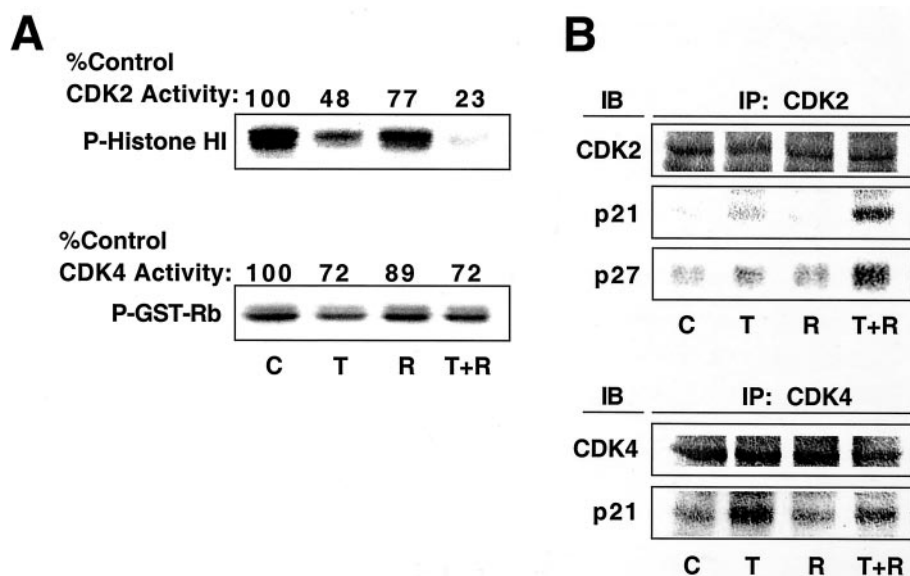 A
%Control
CDK2 Activity: 100 48 77 23
P-Histone HI
%Control
CDK4 Activity: 100 72 89 72
P-GST-Rb
C T R T+R
B
IB IP: CDK2
CDK2
p21
p27
C T R T+R
IB IP: CDK4
CDK4
p21
C T R T+R